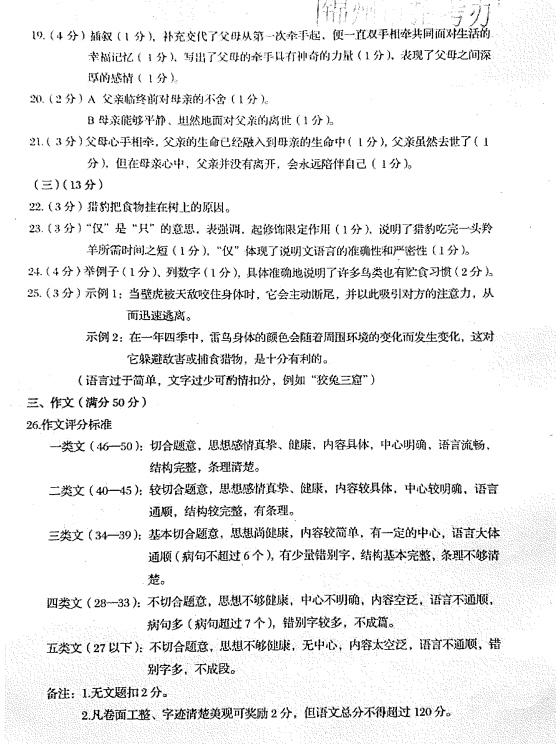 锦州
19.(4分)插叙(1分),补充交代了父母从第一次牵手起,便一直双手相牵共同面对生活的
幸福记忆(1分),写出了父母的牵手具有神奇的力量(1分),表现了父母之间深
厚的感情(1分)。
20.(2分)A 父亲临终前对母亲的不舍(1分)。
B 母亲能够平静、坦然地面对父亲的离世(1分)。
21.(3分)父母心手相牵,父亲的生命已经融入到母亲的生命中(1分),父亲虽然去世了(1
分),但在母亲心中,父亲并没有离开,会永远陪伴自己(1分)。
(三)(13分)
22.(3分)猎豹把食物挂在树上的原因。
23.(3分)“仅”是“只”的意思,表强调,起修饰限定作用(1分),说明了猎豹吃完一头羚
羊所需时间之短(1分),“仅”体现了说明文语言的准确性和严密性(1分)。
24.(4分)举例子(1分)、列数字(1分),具体准确地说明了许多鸟类也有贮食习惯(2分)。
25.(3分)示例1:当壁虎被天敌咬住身体时,它会主动断尾,并以此吸引对方的注意力,从
而迅速逃离。
示例2:在一年四季中,雷鸟身体的颜色会随着周围环境的变化而发生变化,这对
它躲避敌害或捕食猎物,是十分有利的。
(语言过于简单,文字过少可酌情扣分,例如“狡兔三窟”)
三、作文(满分50分)
26.作文评分标准
一类文(46—50):切合题意,思想感情真挚、健康,内容具体,中心明确,语言流畅,
结构完整,条理清楚。
二类文(40—45):较切合题意,思想感情真挚、健康,内容较具体,中心较明确,语言
通顺,结构较完整,有条理。
三类文(34—39):基本切合题意,思想尚健康,内容较简单,有一定的中心,语言大体
通顺(病句不超过6个),有少量错别字,结构基本完整,条理不够清
楚。
四类文(28—33):不切合题意,思想不够健康,中心不明确,内容空泛,语言不通顺,
病句多(病句超过7个),错别字较多,不成篇。
五类文(27以下):不切合题意,思想不够健康,无中心,内容太空泛,语言不通顺,错
别字多,不成段。
备注:1.无文题扣2分。
2.凡卷面工整、字迹清楚美观可奖励2分,但语文总分不得超过120分。